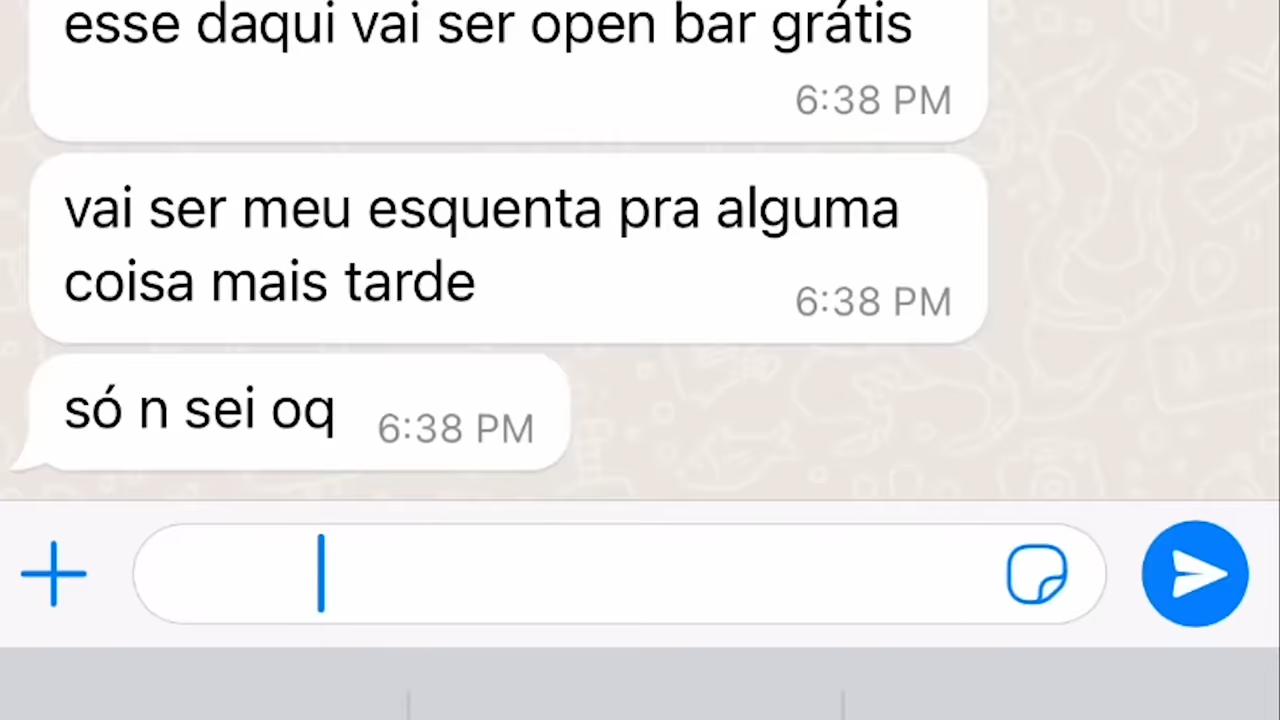 esse daqui vai ser open bar grátis
6:38 PM
vai ser meu esquenta pra alguma
coisa mais tarde
6:38 PM
só n sei oq
6:38 PM